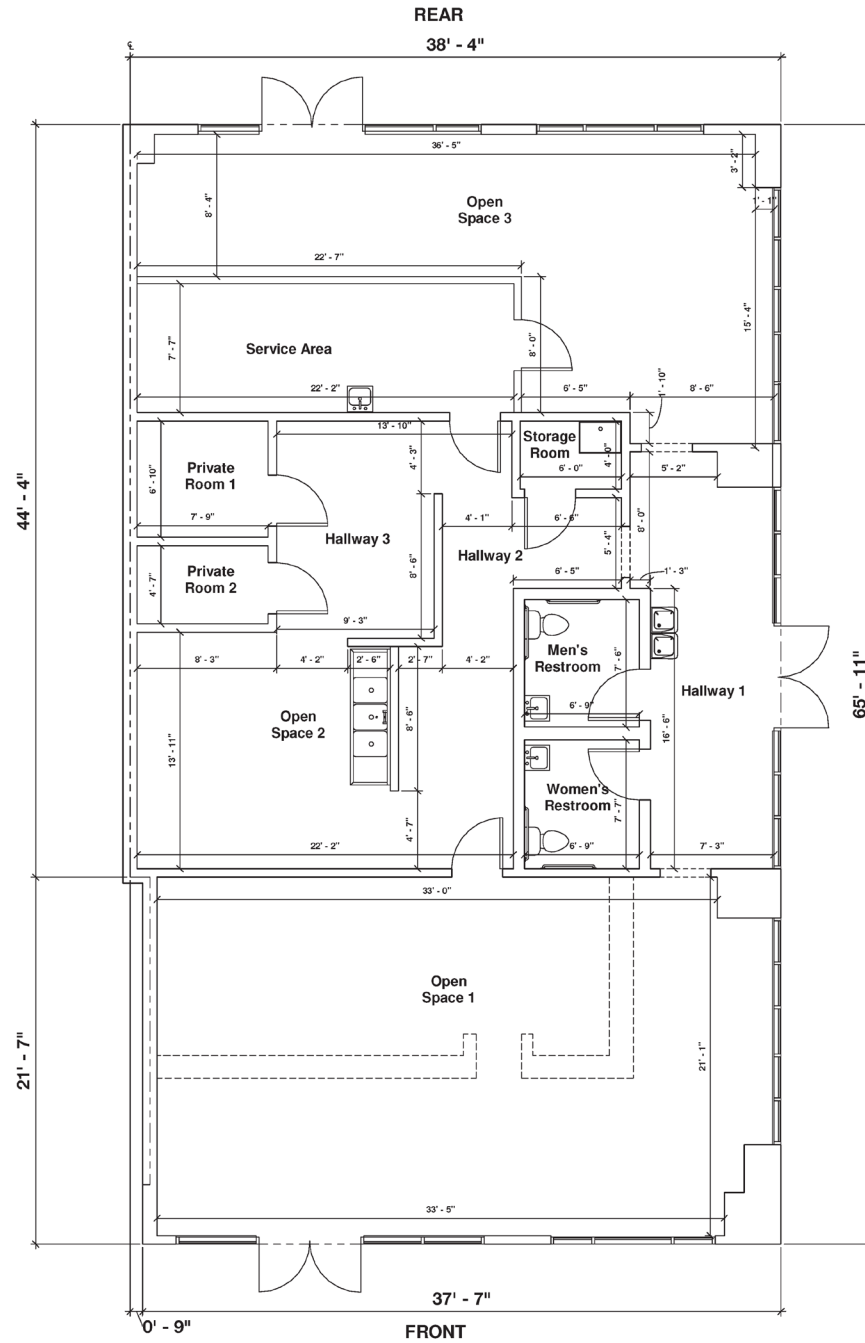 REAR
38' - 4"
36' - 5"
3' - 2"
8' - 4"
Open
Space 3
1' - 1"
22' - 7"
15' - 4"
7' - 7"
Service Area
8' - 0"
22' - 2"
6' - 5"
1' - 10"
8' - 6"
13' - 10"
4' - 3"
Storage
Room
4' - 0"
6' - 0"
5' - 2"
6' - 10"
Private
Room 1
7' - 9"
44' - 4"
Hallway 3
4' - 1"
6' - 6"
8' - 0"
5' - 4"
Hallway 2
8' - 6"
4' - 7"
Private
Room 2
6' - 5"
1' - 3"
9' - 3"
8' - 3"
4' - 2"
2' - 6"
2' - 7"
4' - 2"
Men's
Restroom
7' - 6"
6' - 9"
Hallway 1
65' - 11"
16' - 6"
Open
Space 2
8' - 6"
13' - 11"
Women's
Restroom
7' - 7"
4' - 7"
22' - 2"
6' - 9"
7' - 3"
33' - 0"
Open
Space 1
21' - 7"
21' - 1"
33' - 5"
37' - 7"
0' - 9"
FRONT